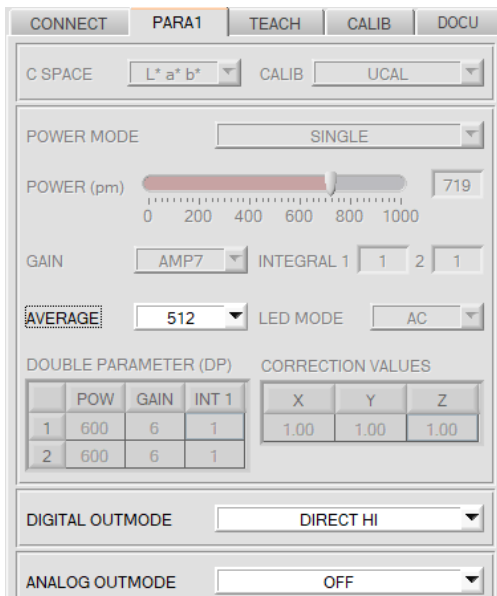 CONNECT PARA1 TEACH CALIB DOCU
C SPACE L* a* b* CALIB UCAL
POWER MODE SINGLE
POWER (pm) 719
0 200 400 600 800 1000
GAIN AMP7 INTEGRAL 1 1 2 1
AVERAGE 512 LED MODE AC
DOUBLE PARAMETER (DP) CORRECTION VALUES
POW GAIN INT 1 X Y Z
1 600 6 1 1.00 1.00 1.00
2 600 6 1
DIGITAL OUTMODE DIRECT HI
ANALOG OUTMODE OFF